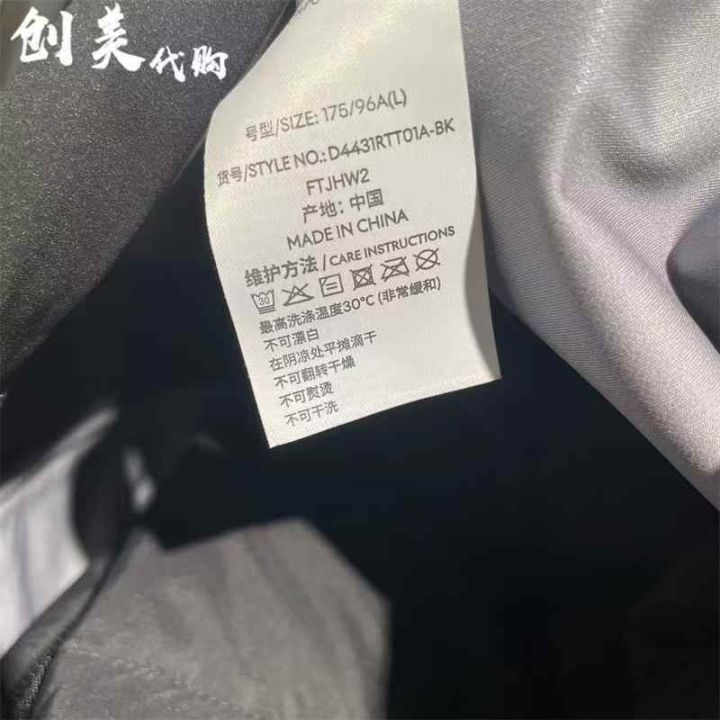 创美代购
号型/SIZE: 175/96A(L)
货号/STYLE NO.: D4431RTT01A-BK
FTJHW2
产地: 中国
MADE IN CHINA
维护方法 / CARE INSTRUCTIONS
30
最高洗涤温度30℃ (非常缓和)
不可漂白
在阴凉处平摊滴干
不可翻转干燥
不可熨烫
不可干洗